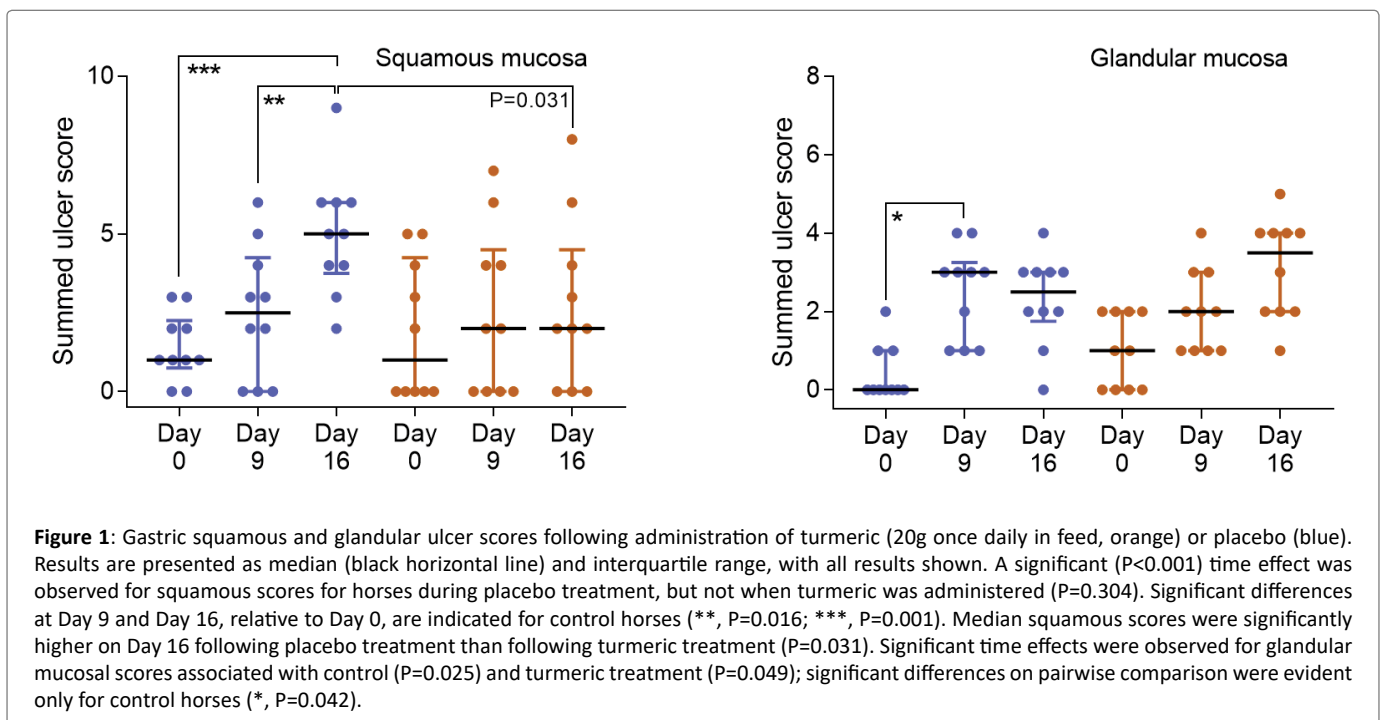 Squamous mucosa
Summed ulcer score
10
5
0
***
**
P=0.031
Day Day Day Day Day Day
0 9 16 0 9 16
Glandular mucosa
Summed ulcer score
8
6
4
2
0
*
Day Day Day Day Day Day
0 9 16 0 9 16
Figure 1: Gastric squamous and glandular ulcer scores following administration of turmeric (20g once daily in feed, orange) or placebo (blue).
Results are presented as median (black horizontal line) and interquartile range, with all results shown. A significant (P<0.001) time effect was
observed for squamous scores for horses during placebo treatment, but not when turmeric was administered (P=0.304). Significant differences
at Day 9 and Day 16, relative to Day 0, are indicated for control horses (**, P=0.016; ***, P=0.001). Median squamous scores were significantly
higher on Day 16 following placebo treatment than following turmeric treatment (P=0.031). Significant time effects were observed for glandular
mucosal scores associated with control (P=0.025) and turmeric treatment (P=0.049); significant differences on pairwise comparison were evident
only for control horses (*, P=0.042).